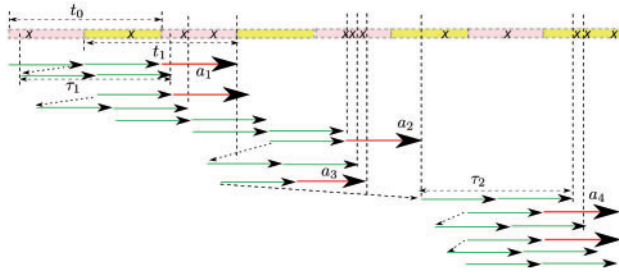 t₀
x x x x xxx x x xx x
t₁
a₁
τ₁
a₂
a₃
τ₂
a₄